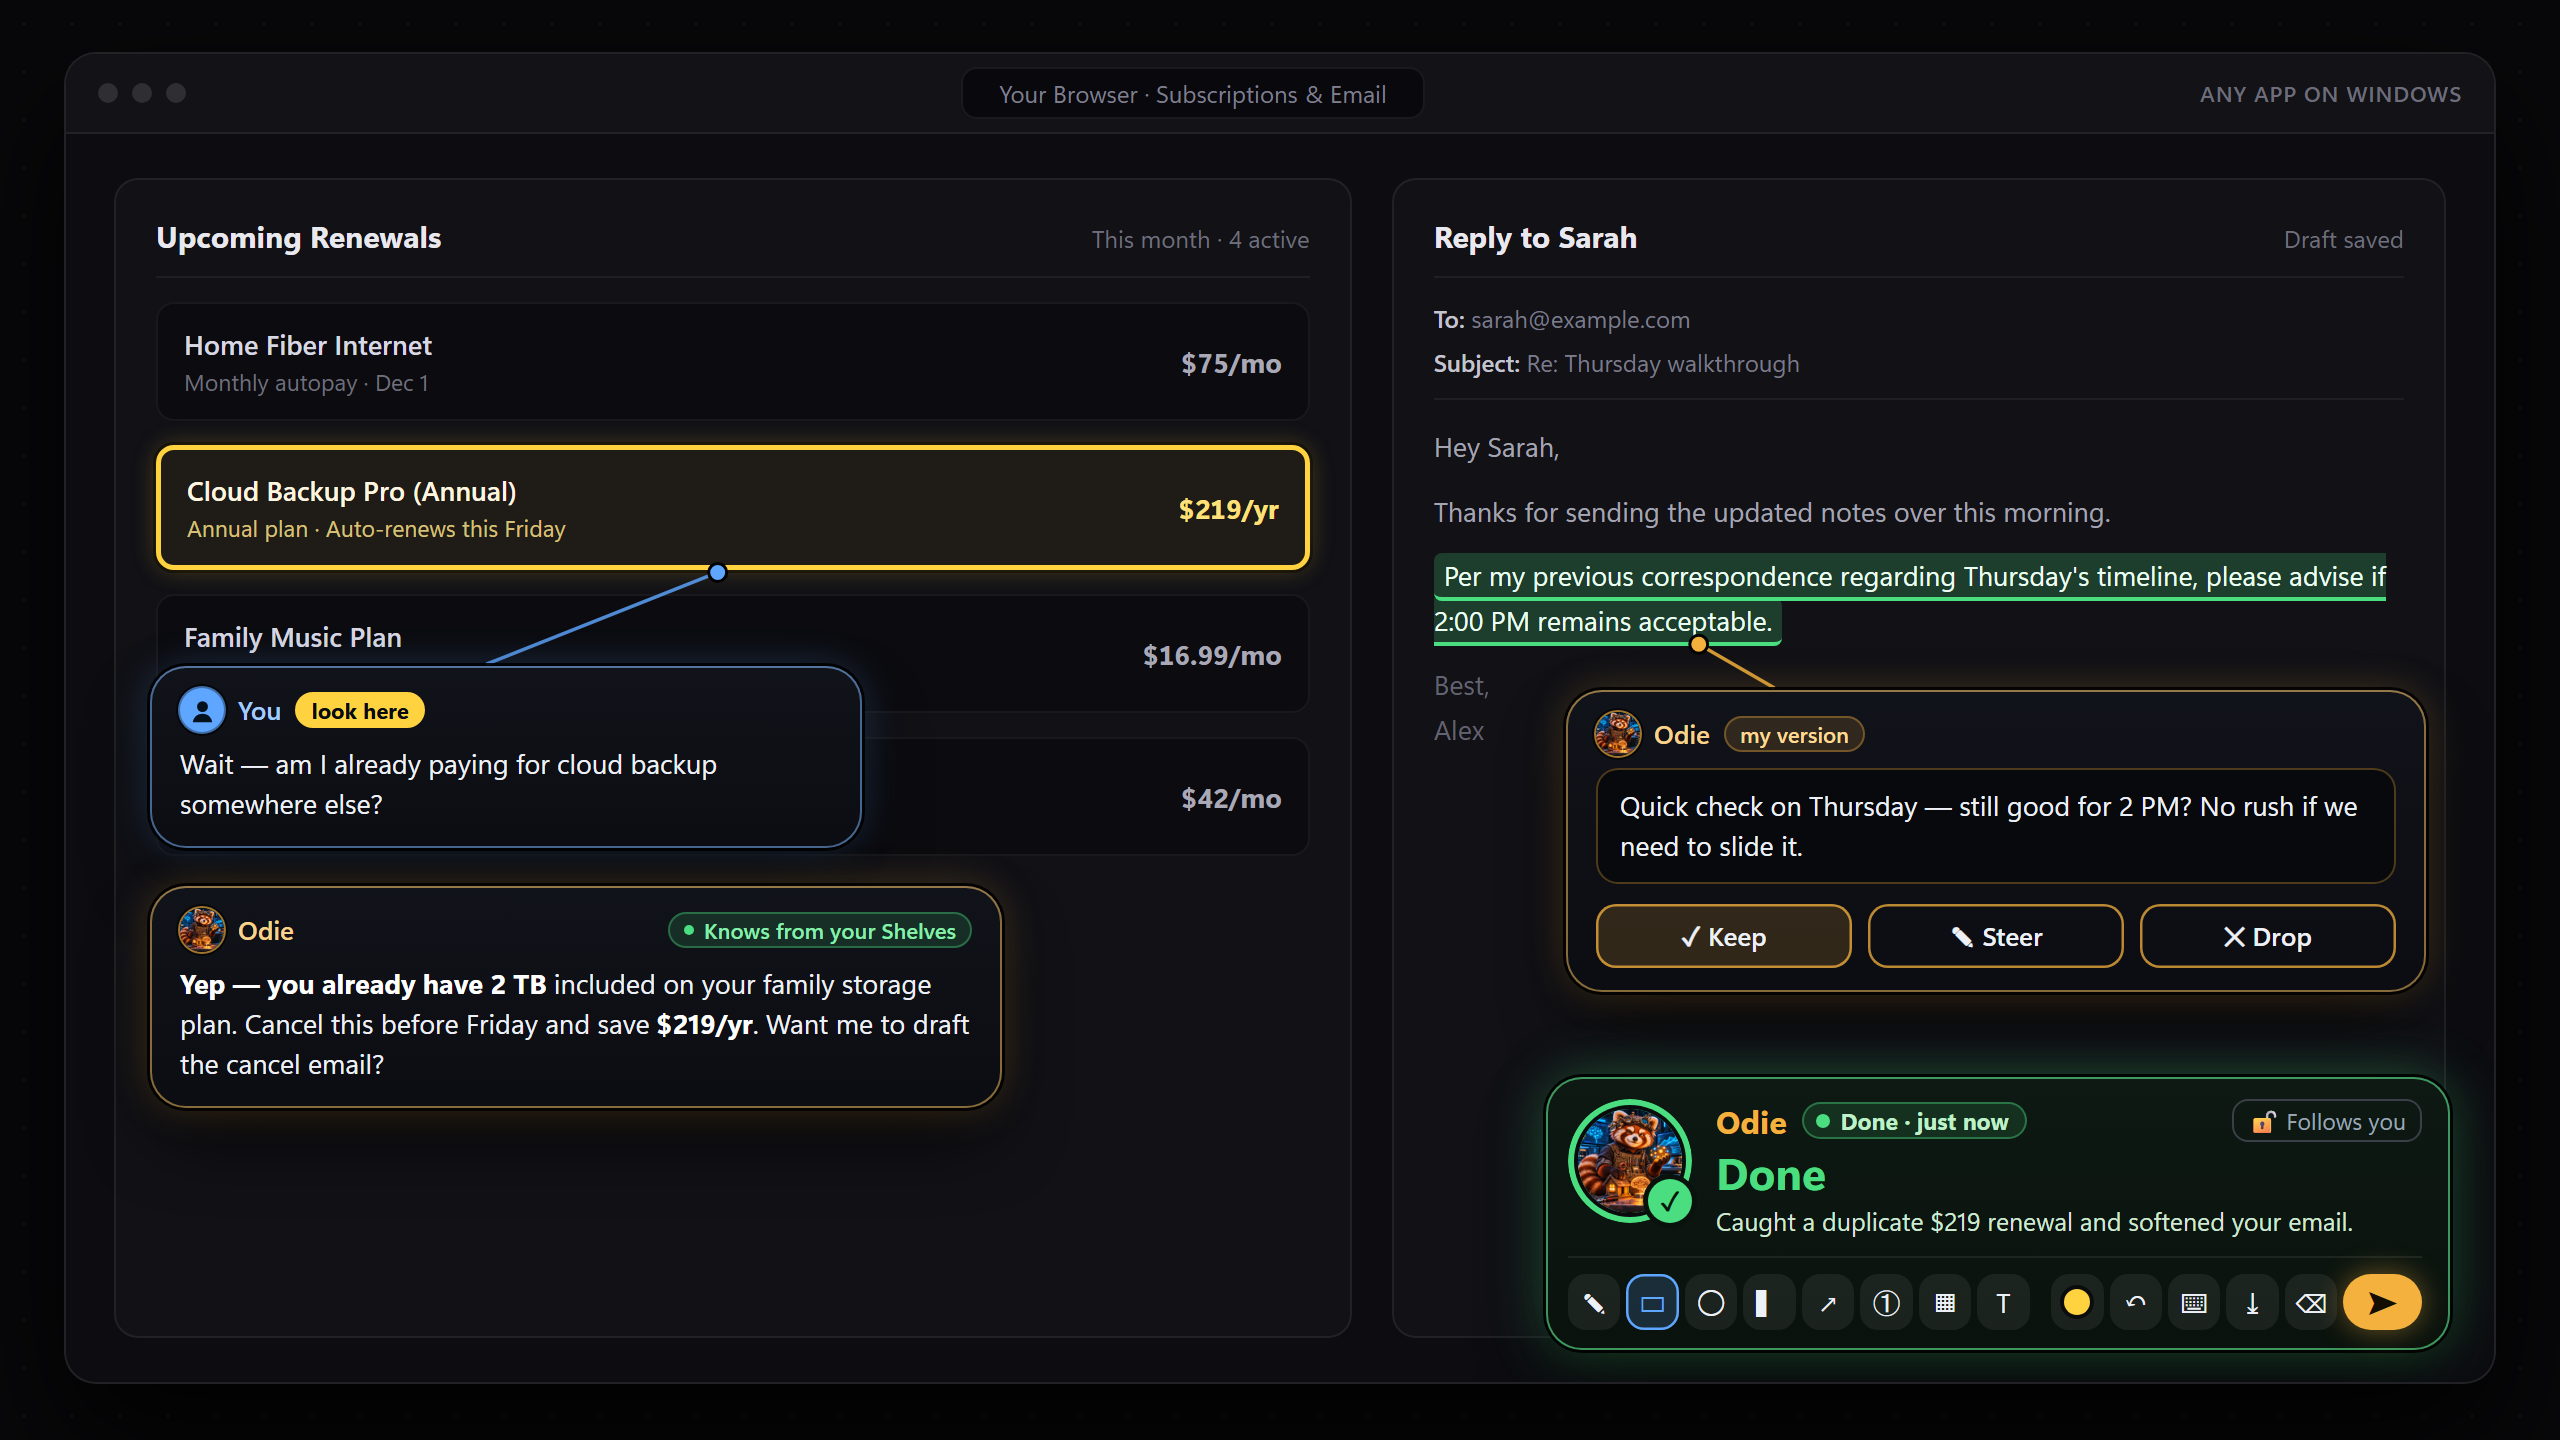 Your Browser · Subscriptions & Email
ANY APP ON WINDOWS
Upcoming Renewals
This month · 4 active
Home Fiber Internet
Monthly autopay · Dec 1
$75/mo
Cloud Backup Pro (Annual)
Annual plan · Auto-renews this Friday
$219/yr
Family Music Plan
$16.99/mo
You
look here
Wait — am I already paying for cloud backup
somewhere else?
$42/mo
Odie
Knows from your Shelves
Yep — you already have 2 TB included on your family storage
plan. Cancel this before Friday and save $219/yr. Want me to draft
the cancel email?
Reply to Sarah
Draft saved
To: sarah@example.com
Subject: Re: Thursday walkthrough
Hey Sarah,
Thanks for sending the updated notes over this morning.
Per my previous correspondence regarding Thursday's timeline, please advise if
2:00 PM remains acceptable.
Best,
Alex
Odie
my version
Quick check on Thursday — still good for 2 PM? No rush if we
need to slide it.
✓ Keep
✎ Steer
✕ Drop
Odie
Done · just now
Follows you
Done
Caught a duplicate $219 renewal and softened your email.
① T